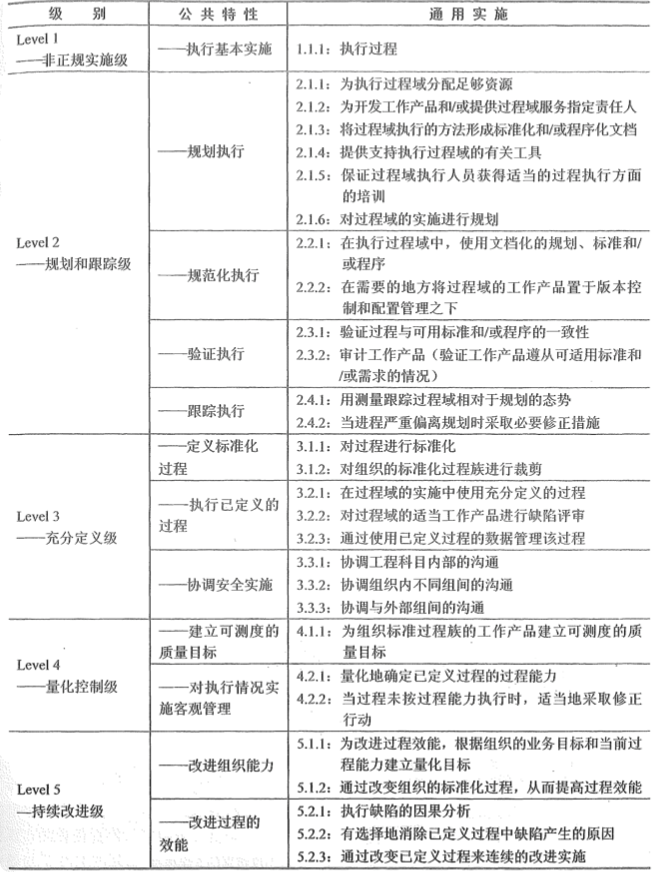 级 别 公共特性 通用实施
Level 1
——非正规实施级
——执行基本实施
1.1.1：执行过程
Level 2
——规划和跟踪级
——规划执行
2.1.1：为执行过程域分配足够资源
2.1.2：为开发工作产品和/或提供过程域服务指定责任人
2.1.3：将过程域执行的方法形成标准化和/或程序化文档
2.1.4：提供支持执行过程域的有关工具
2.1.5：保证过程域执行人员获得适当的过程执行方面
的培训
2.1.6：对过程域的实施进行规划
——规范化执行
2.2.1：在执行过程域中，使用文档化的规划、标准和/
或程序
2.2.2：在需要的地方将过程域的工作产品置于版本控
制和配置管理之下
——验证执行
2.3.1：验证过程与可用标准和/或程序的一致性
2.3.2：审计工作产品（验证工作产品遵从可适用标准和
/或需求的情况）
——跟踪执行
2.4.1：用测量跟踪过程域相对于规划的态势
2.4.2：当进程严重偏离规划时采取必要修正措施
Level 3
——充分定义级
——定义标准化
过程
3.1.1：对过程进行标准化
3.1.2：对组织的标准化过程族进行裁剪
——执行已定义的
过程
3.2.1：在过程域的实施中使用充分定义的过程
3.2.2：对过程域的适当工作产品进行缺陷评审
3.2.3：通过使用已定义过程的数据管理该过程
——协调安全实施
3.3.1：协调工程科目内部的沟通
3.3.2：协调组织内不同组间的沟通
3.3.3：协调与外部组间的沟通
Level 4
——量化控制级
——建立可测度的
质量目标
4.1.1：为组织标准过程族的工作产品建立可测度的质
量目标
——对执行情况实
施客观管理
4.2.1：量化地确定已定义过程的过程能力
4.2.2：当过程未按过程能力执行时，适当地采取修正
行动
Level 5
—持续改进级
——改进组织能力
5.1.1：为改进过程效能，根据组织的业务目标和当前过
程能力建立量化目标
5.1.2：通过改变组织的标准化过程，从而提高过程效能
——改进过程的
效能
5.2.1：执行缺陷的因果分析
5.2.2：有选择地消除已定义过程中缺陷产生的原因
5.2.3：通过改变已定义过程来连续的改进实施